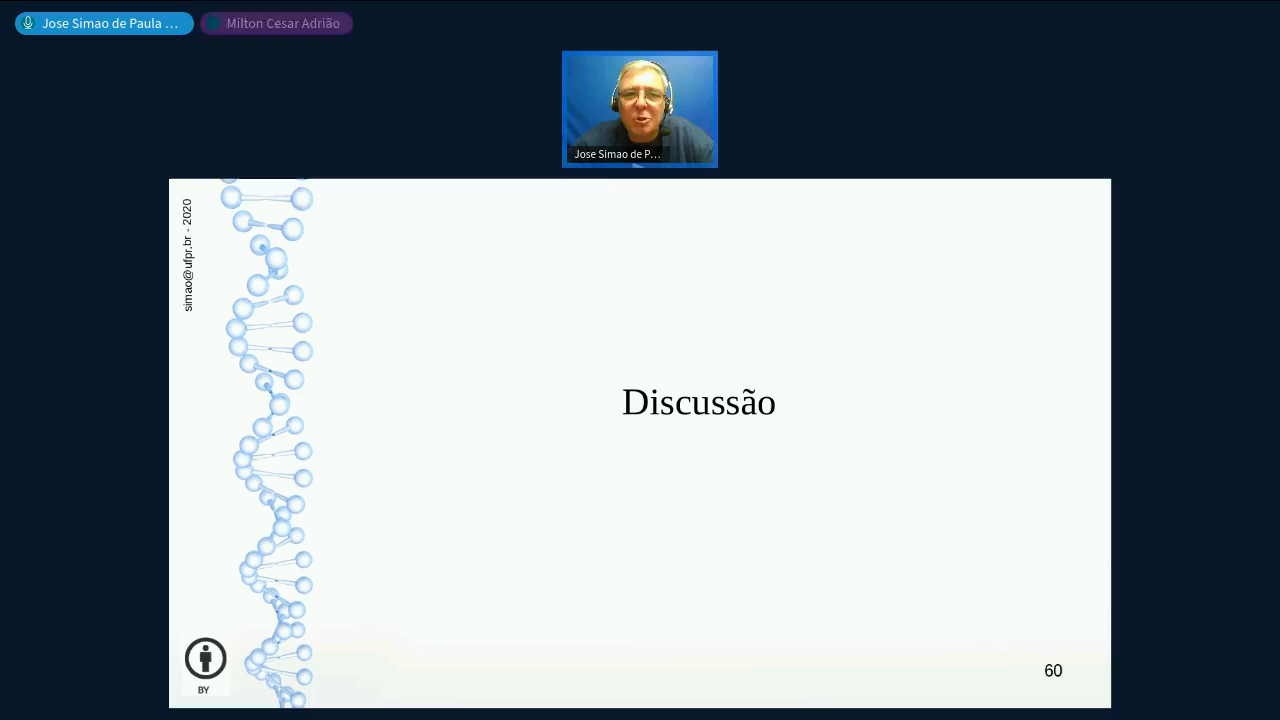 Jose Simao de Paula ...
Milton Cesar Adrião
Jose Simao de P...
simao@ufpr.br - 2020
Discussão
BY
60